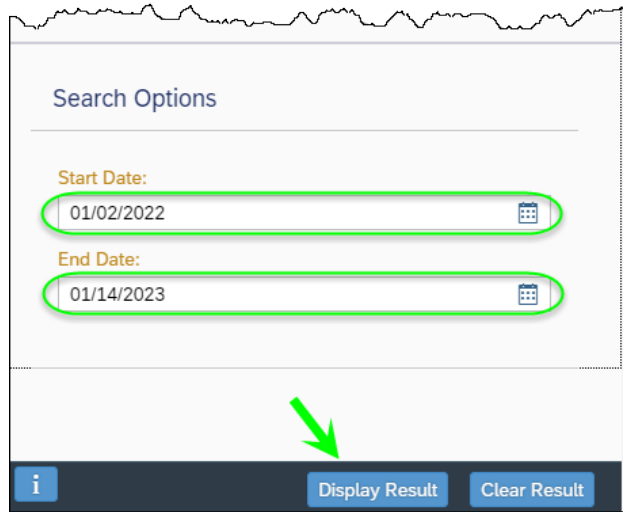 Search Options
Start Date:
01/02/2022
End Date:
01/14/2023
i
Display Result
Clear Result